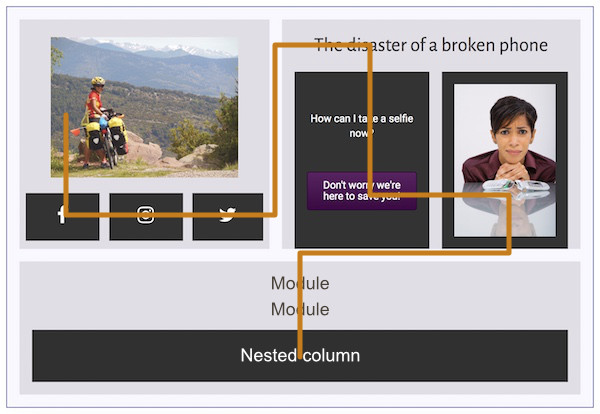 The disaster of a broken phone
How can I take a selfie
now?
Don't worry we're
here to save you!
Module
Module
Nested column